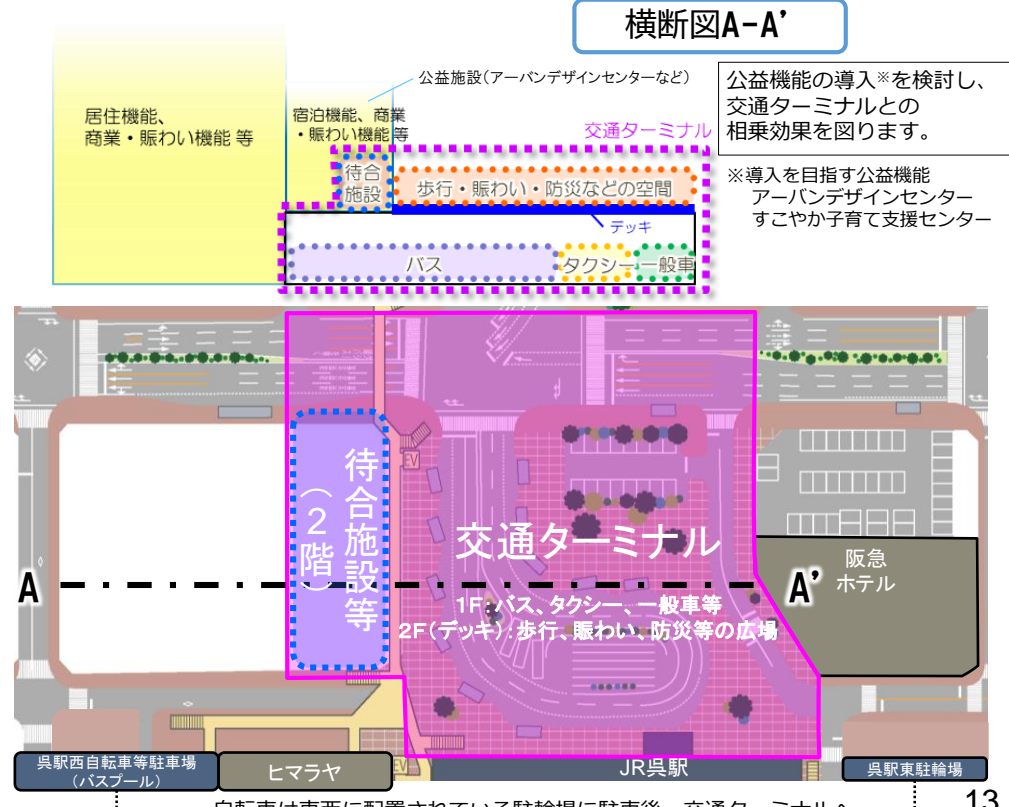 横断図A-A'
公益施設(アーバンデザインセンターなど)
居住機能、
商業・賑わい機能 等
宿泊機能、商業
・賑わい機能 等
交通ターミナル
公益機能の導入※を検討し、
交通ターミナルとの
相乗効果を図ります。
※導入を目指す公益機能
アーバンデザインセンター
すこやか子育て支援センター
待合
施設
歩行・賑わい・防災などの空間
デッキ
バス
タクシー
一般車
EV
待合施設等
(2階)
交通ターミナル
1F:バス、タクシー、一般車等
2F(デッキ):歩行、賑わい、防災等の広場
阪急
ホテル
A
A'
呉駅西自転車等駐車場
(バスプール)
ヒマラヤ
EV
JR呉駅
呉駅東駐輪場
13